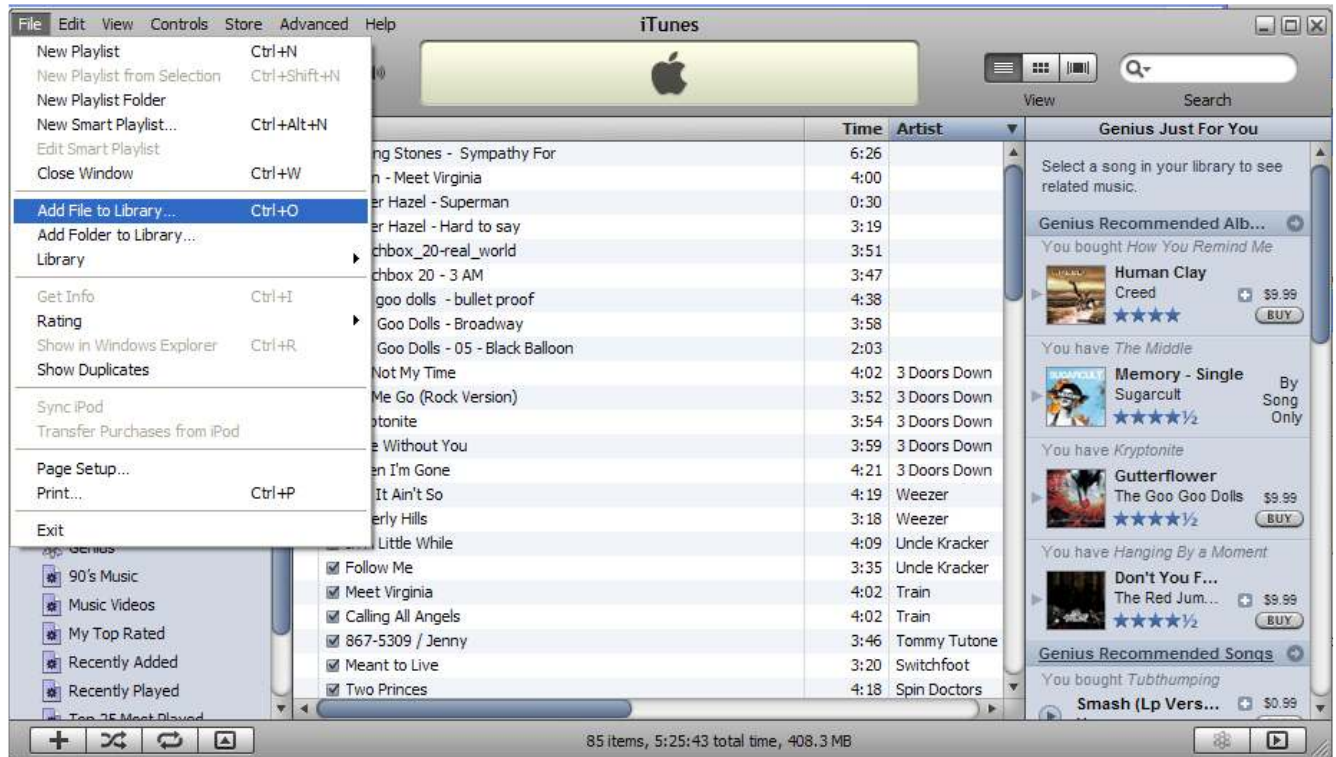 File Edit View Controls Store Advanced Help
iTunes
New Playlist Ctrl+N
New Playlist from Selection Ctrl+Shift+N
New Playlist Folder
New Smart Playlist... Ctrl+Alt+N
Edit Smart Playlist
Close Window Ctrl+W
Add File to Library... Ctrl+O
Add Folder to Library...
Library
Get Info Ctrl+I
Rating
Show in Windows Explorer Ctrl+R
Show Duplicates
Sync iPod
Transfer Purchases from iPod
Page Setup...
Print... Ctrl+P
Exit
Genius
90's Music
Music Videos
My Top Rated
Recently Added
Recently Played
Top 25 Most Played
View
Search
Time Artist
Stones - Sympathy For 6:26
- Meet Virginia 4:00
Hazel - Superman 0:30
Hazel - Hard to say 3:19
3:51
20 - 3 AM 3:47
goo dolls - bullet proof 4:38
Goo Dolls - Broadway 3:58
Goo Dolls - 05 - Black Balloon 2:03
Not My Time 4:02 3 Doors Down
Me Go (Rock Version) 3:52 3 Doors Down
3:54 3 Doors Down
Without You 3:59 3 Doors Down
I'm Gone 4:21 3 Doors Down
It Ain't So 4:19 Weezer
Hills 3:18 Weezer
Little While 4:09 Uncle Kracker
Follow Me 3:35 Uncle Kracker
Meet Virginia 4:02 Train
Calling All Angels 4:02 Train
867-5309 / Jenny 3:46 Tommy Tutone
Meant to Live 3:20 Switchfoot
Two Princes 4:18 Spin Doctors
Genius Just For You
Select a song in your library to see
related music.
Genius Recommended Alb...
You bought How You Remind Me
Human Clay
Creed $9.99
BUY
You have The Middle
Memory - Single
Sugarcult
By
Song
Only
You have Kryptonite
Gutterflower
The Goo Goo Dolls $9.99
BUY
You have Hanging By a Moment
Don't You F...
The Red Jum... $9.99
BUY
Genius Recommended Songs
You bought Tubthumping
Smash (Lp Vers... $0.99
85 items, 5:25:43 total time, 408.3 MB